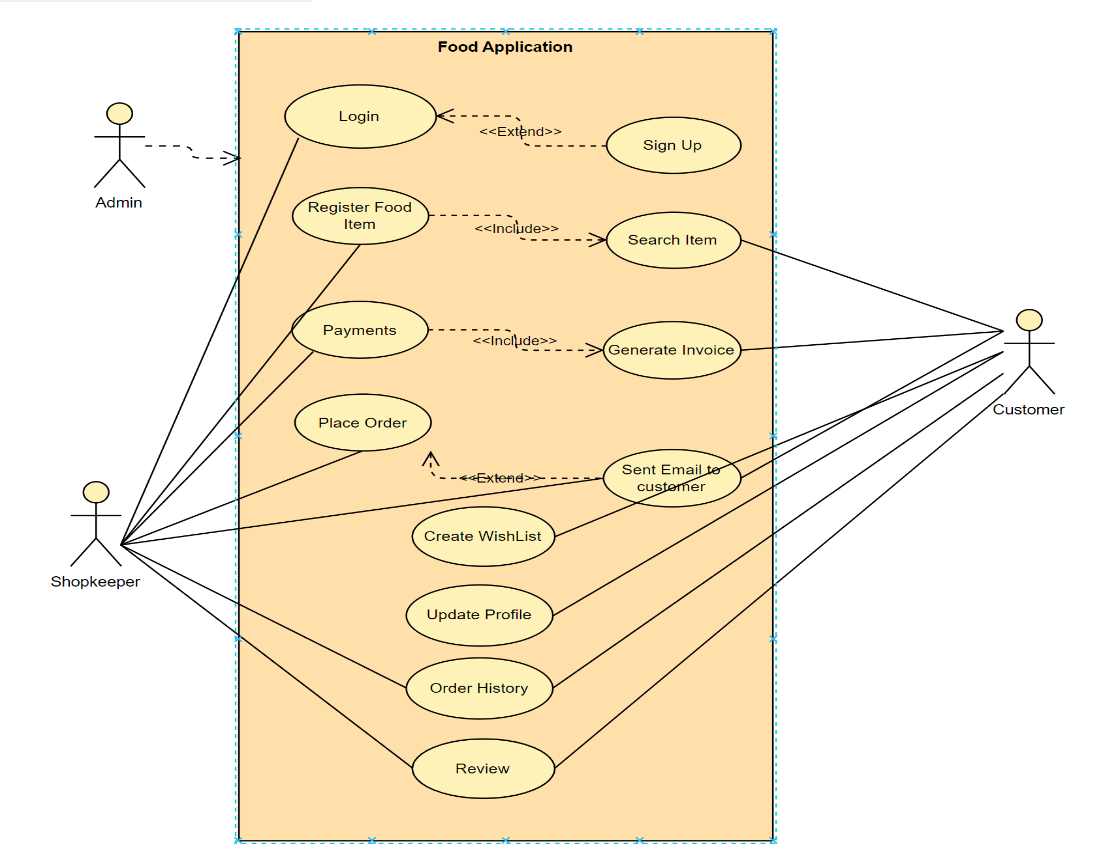 Food Application
Login
<<Extend>>
Sign Up
Admin
Register Food
Item
<<Include>>
Search Item
Payments
<<Include>>
Generate Invoice
Customer
Place Order
Sent Email to
customer
<<Extend>>
Create WishList
Shopkeeper
Update Profile
Order History
Review